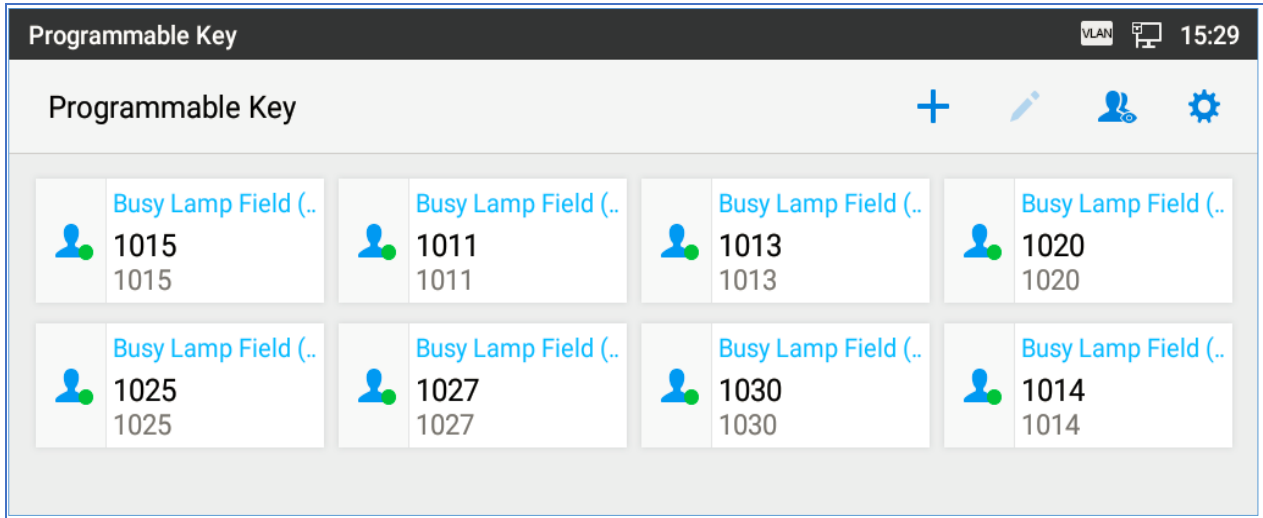 Programmable Key
VLAN
15:29
Programmable Key
Busy Lamp Field (..
1015
1015
Busy Lamp Field (..
1011
1011
Busy Lamp Field (..
1013
1013
Busy Lamp Field (..
1020
1020
Busy Lamp Field (..
1025
1025
Busy Lamp Field (..
1027
1027
Busy Lamp Field (..
1030
1030
Busy Lamp Field (..
1014
1014